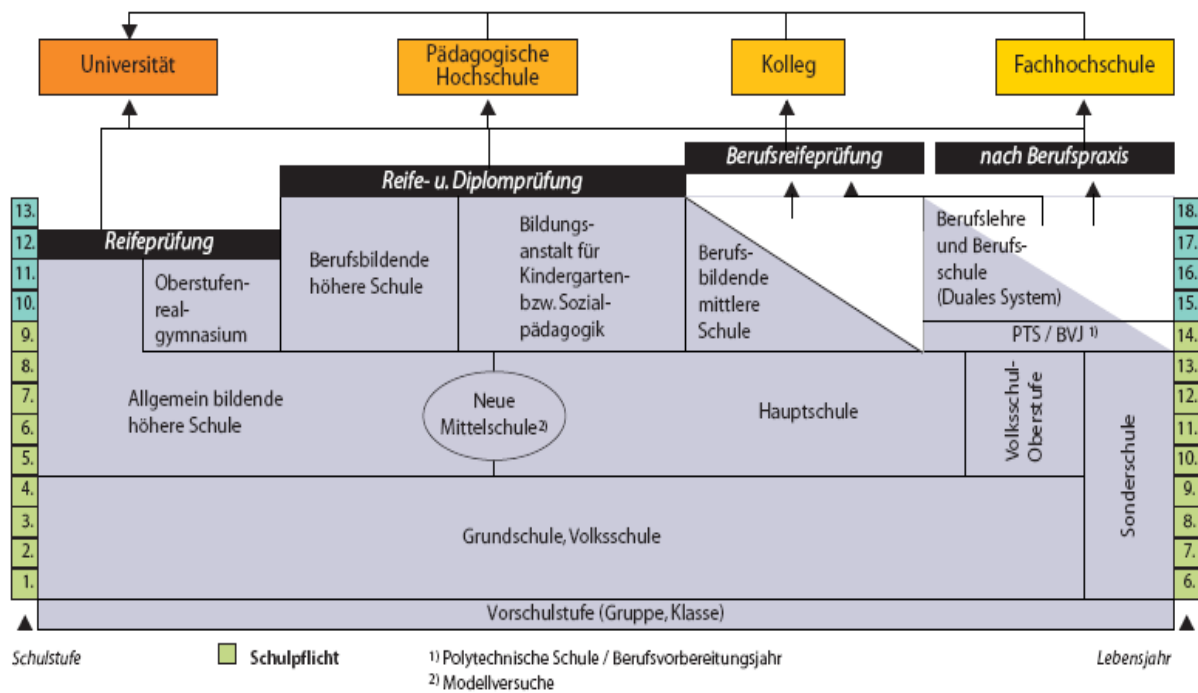 Universität
Pädagogische
Hochschule
Kolleg
Fachhochschule
Berufsreifeprüfung
nach Berufspraxis
Reife- u. Diplomprüfung
Reifeprüfung
13.
12.
11.
10.
9.
8.
7.
6.
5.
4.
3.
2.
1.
Oberstufen-
real-
gymnasium
Berufsbildende
höhere Schule
Bildungs-
anstalt für
Kindergarten-
bzw. Sozial-
pädagogik
Berufs-
bildende
mittlere
Schule
Berufslehre
und Berufs-
schule
(Duales System)
PTS / BVJ 1)
18.
17.
16.
15.
14.
13.
12.
11.
10.
9.
8.
7.
6.
Allgemein bildende
höhere Schule
Neue
Mittelschule2)
Hauptschule
Volksschul-
Oberstufe
Sonderschule
Grundschule, Volksschule
Vorschulstufe (Gruppe, Klasse)
Schulstufe
Schulpflicht
1) Polytechnische Schule / Berufsvorbereitungsjahr
2) Modellversuche
Lebensjahr